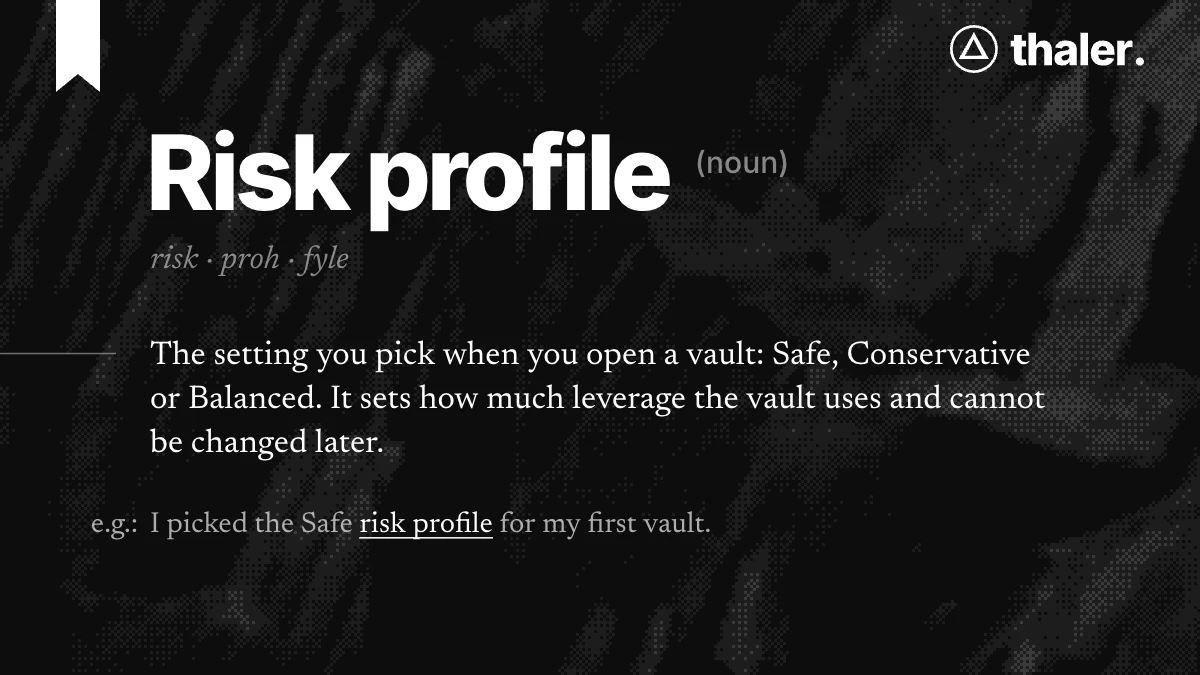 thaler.
Risk profile (noun)
risk · proh · fyle
The setting you pick when you open a vault: Safe, Conservative
or Balanced. It sets how much leverage the vault uses and cannot
be changed later.
e.g.: I picked the Safe risk profile for my first vault.